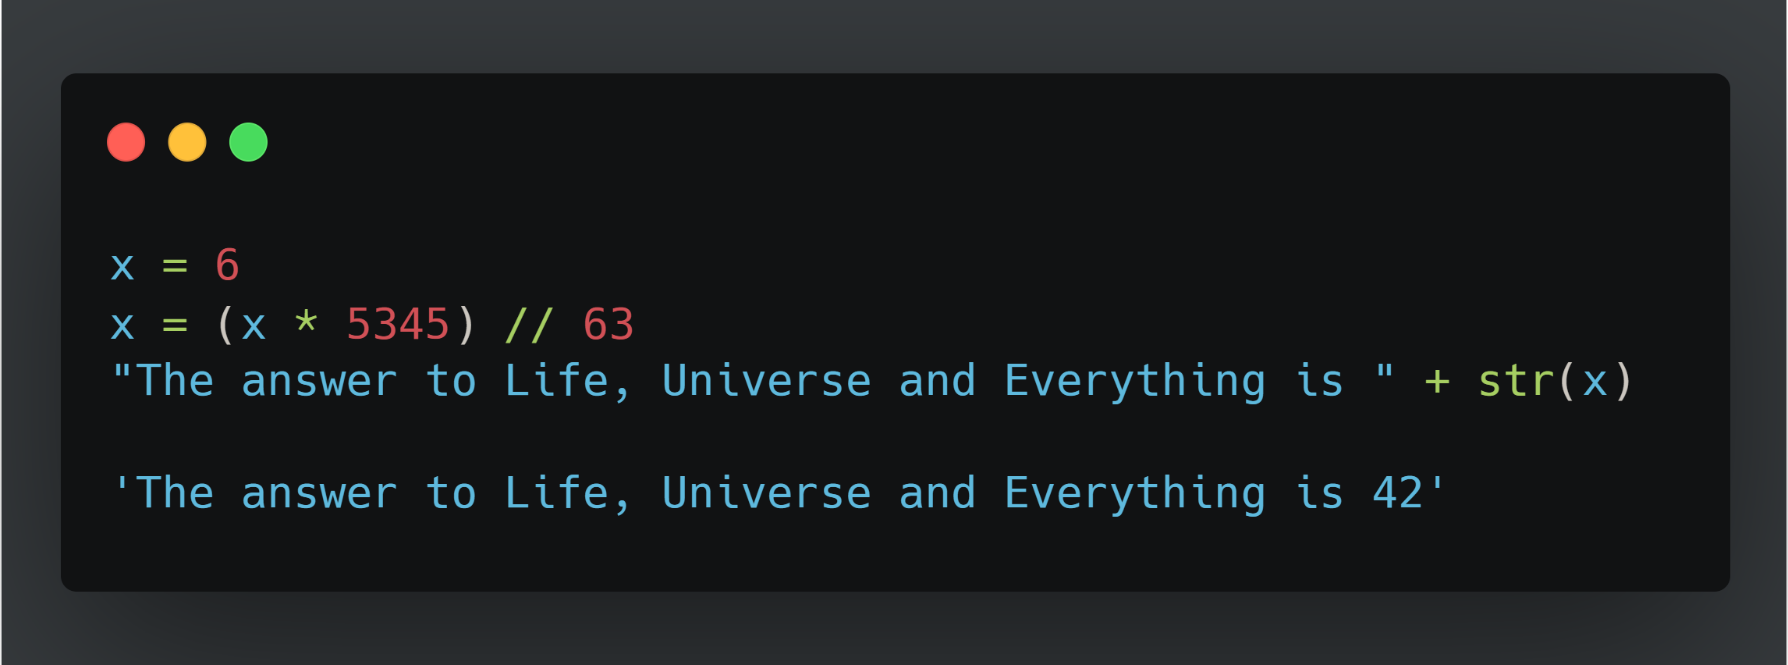 x = 6
x = (x * 5345) // 63
"The answer to Life, Universe and Everything is " + str(x)
'The answer to Life, Universe and Everything is 42'